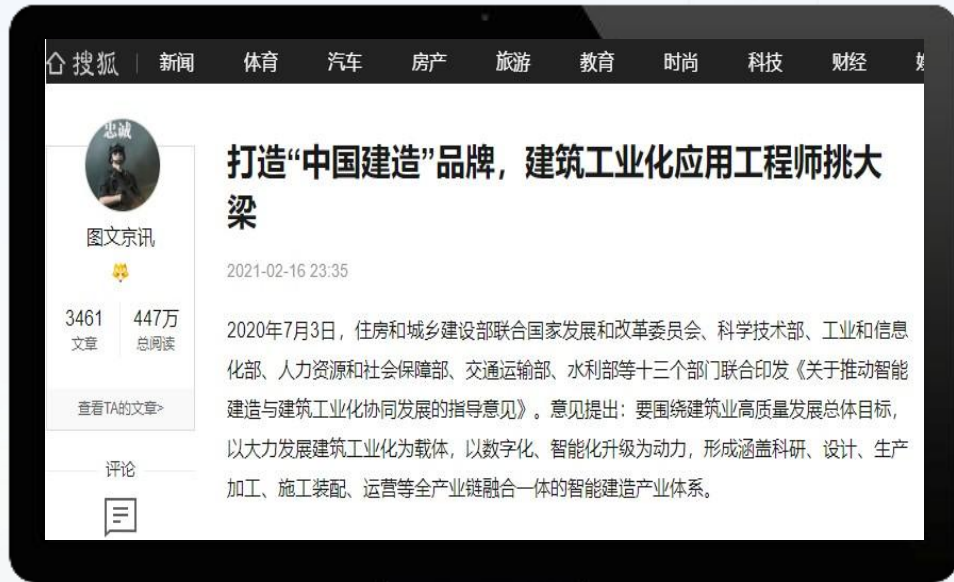 搜狐 新闻 体育 汽车 房产 旅游 教育 时尚 科技 财经
忠诚
图文京讯
3461 447万
文章 总阅读
查看TA的文章>
评论
打造“中国建造”品牌，建筑工业化应用工程师挑大
梁
2021-02-16 23:35
2020年7月3日，住房和城乡建设部联合国家发展和改革委员会、科学技术部、工业和信息
化部、人力资源和社会保障部、交通运输部、水利部等十三个部门联合印发《关于推动智能
建造与建筑工业化协同发展的指导意见》。意见提出：要围绕建筑业高质量发展总体目标，
以大力发展建筑工业化为载体，以数字化、智能化升级为动力，形成涵盖科研、设计、生产
加工、施工装配、运营等全产业链融合一体的智能建造产业体系。